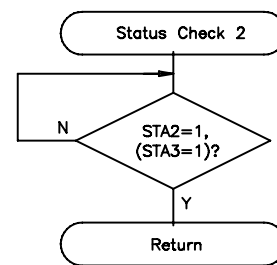 Status Check 2
N
STA2=1,
(STA3=1)?
Y
Return